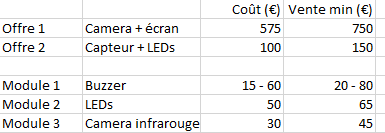 Coût (€) Vente min (€)
Offre 1 Camera + écran 575 750
Offre 2 Capteur + LEDs 100 150
Module 1 Buzzer 15 - 60 20 - 80
Module 2 LEDs 50 65
Module 3 Camera infrarouge 30 45